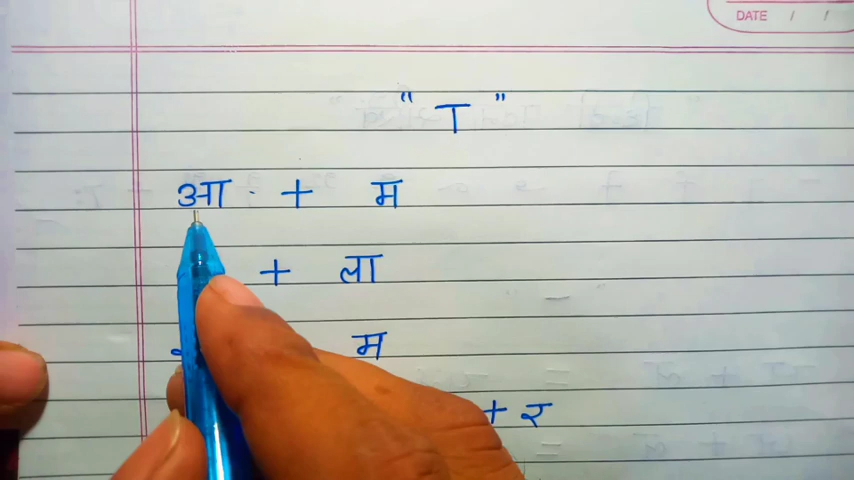 DATE / /
" ा "
आ + म
+ ला
म
+ र